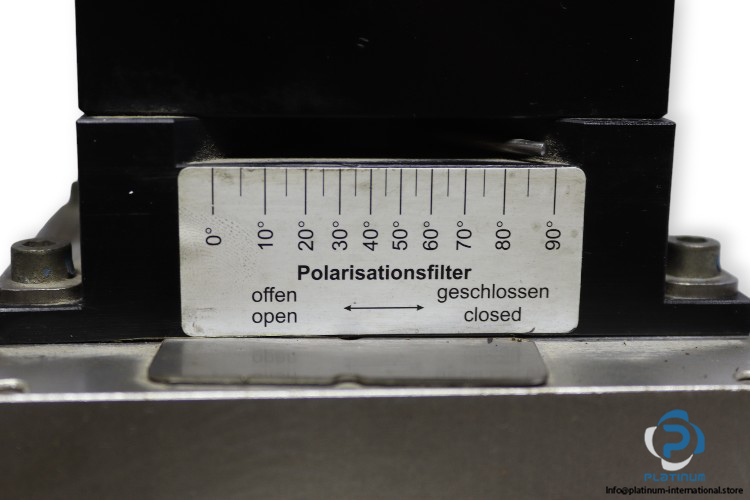 0° 10° 20° 30° 40° 50° 60° 70° 80° 90°
Polarisationsfilter
offen geschlossen
open closed
PLATINUM
info@platinum-international.store